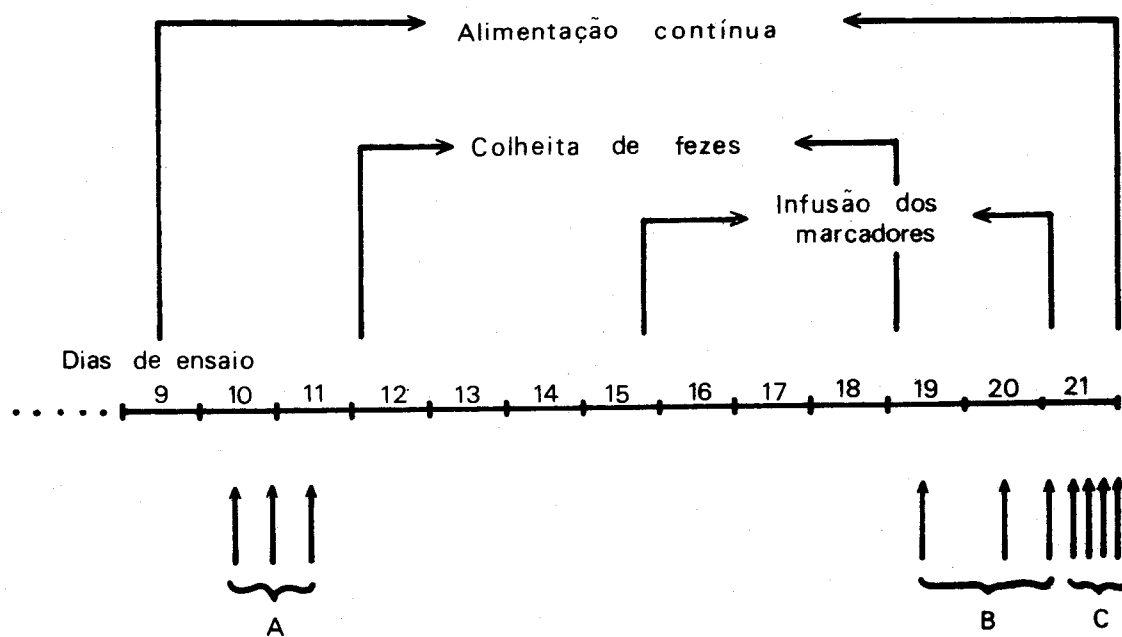 Alimentação contínua
Colheita de fezes
Infusão dos
marcadores
Dias de ensaio
9 10 11 12 13 14 15 16 17 18 19 20 21
A B C